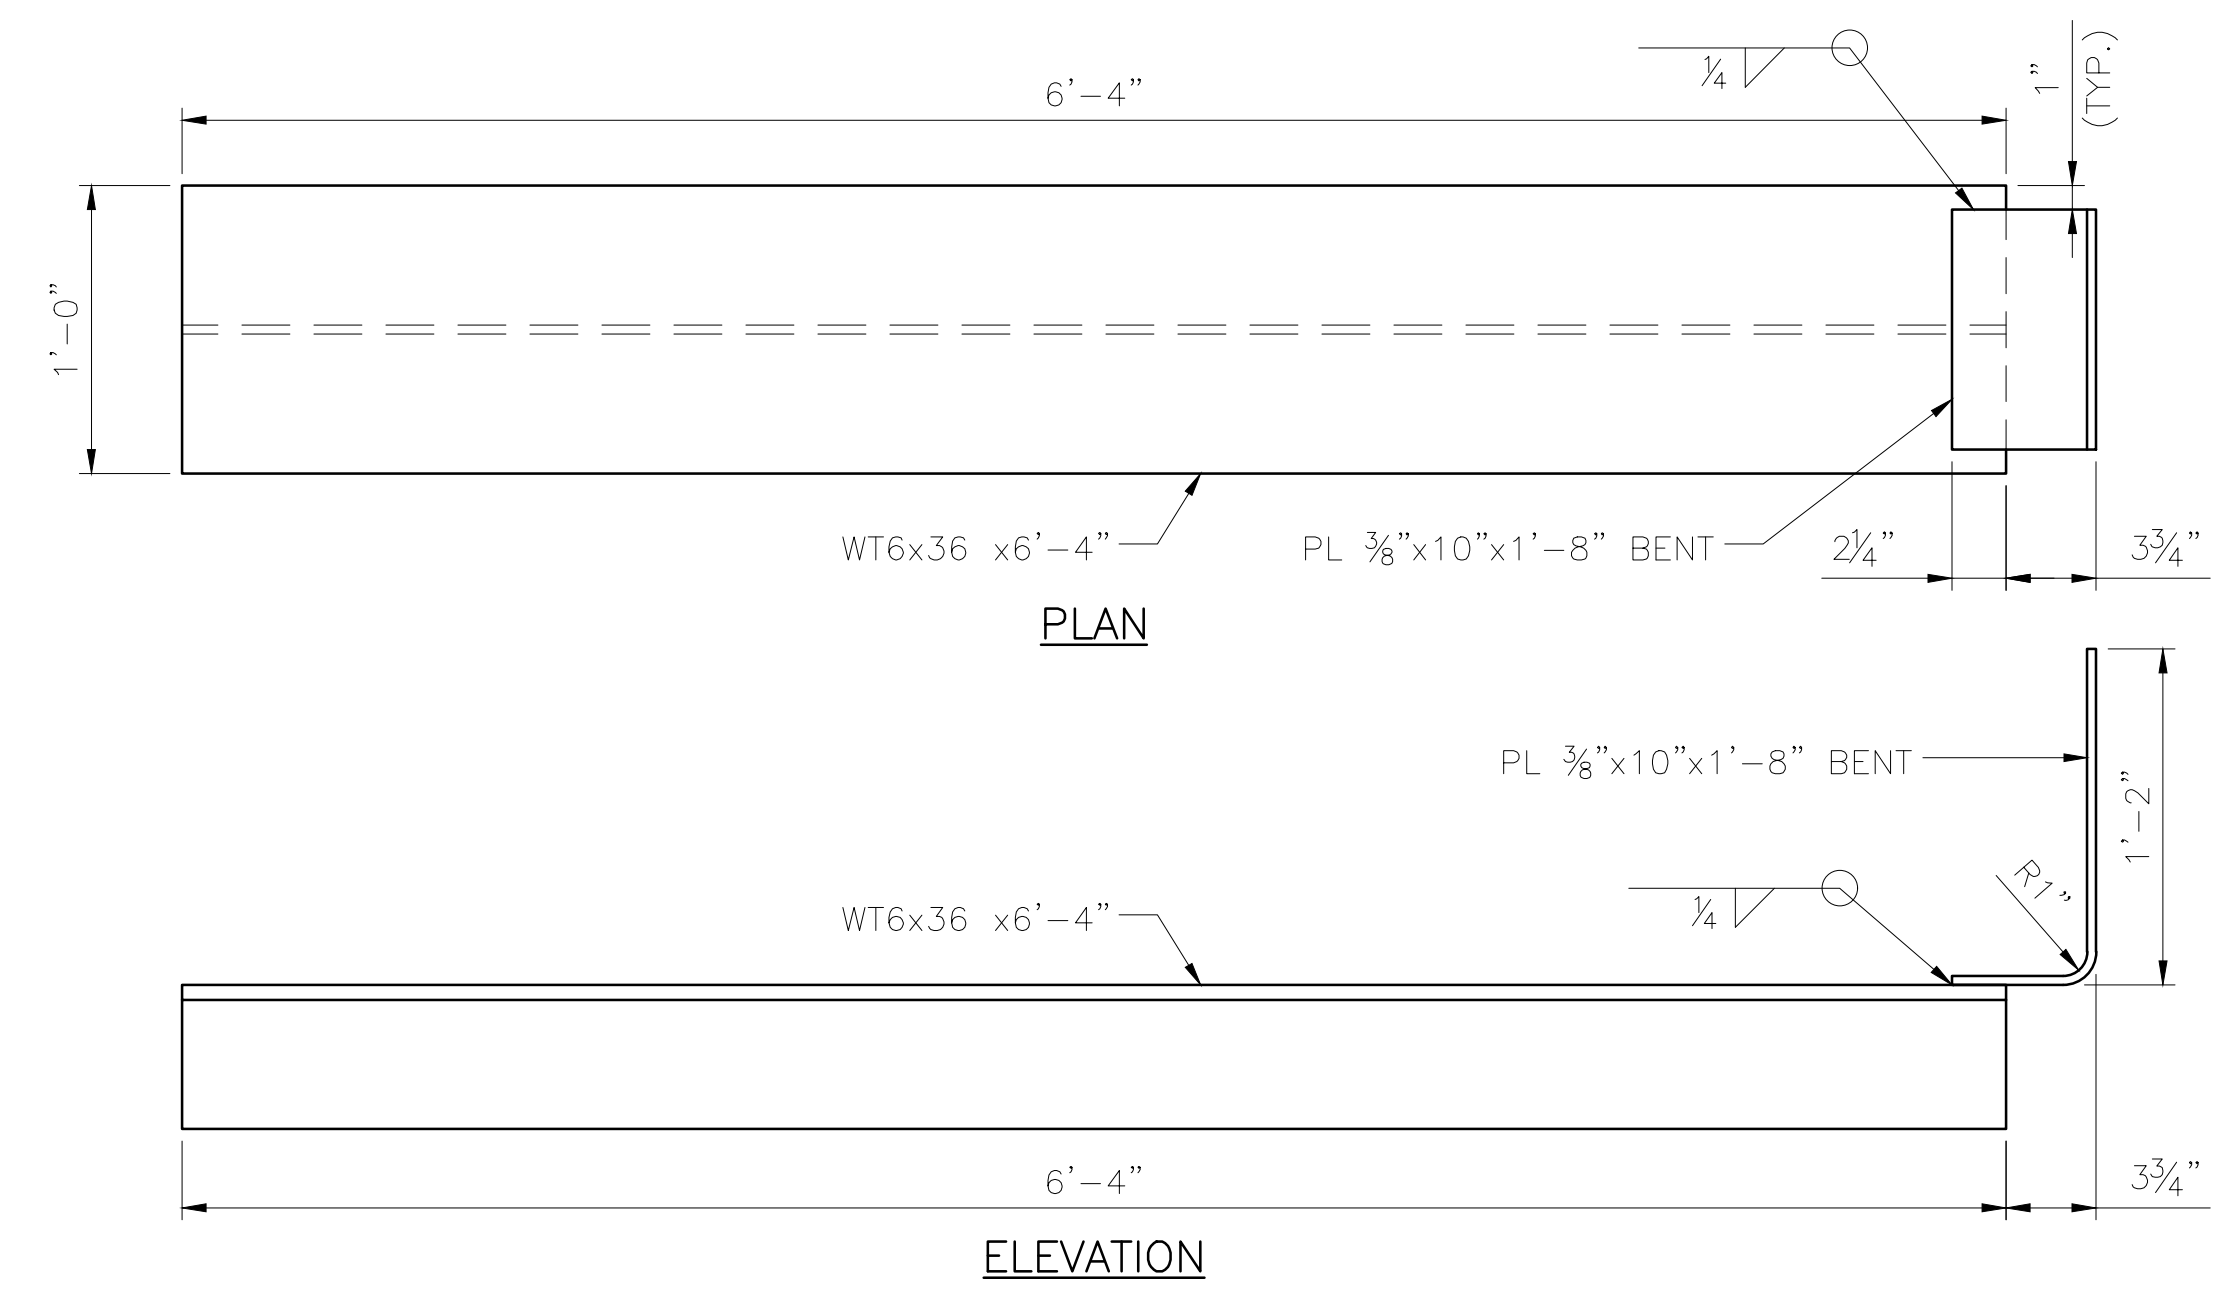 6'-4"
1/4
1"
(TYP.)
1'-0"
WT6x36 x6'-4"
PL 3/8"x10"x1'-8" BENT
2 1/4"
3 3/4"
PLAN
PL 3/8"x10"x1'-8" BENT
1'-2"
R1"
1/4
WT6x36 x6'-4"
6'-4"
3 3/4"
ELEVATION